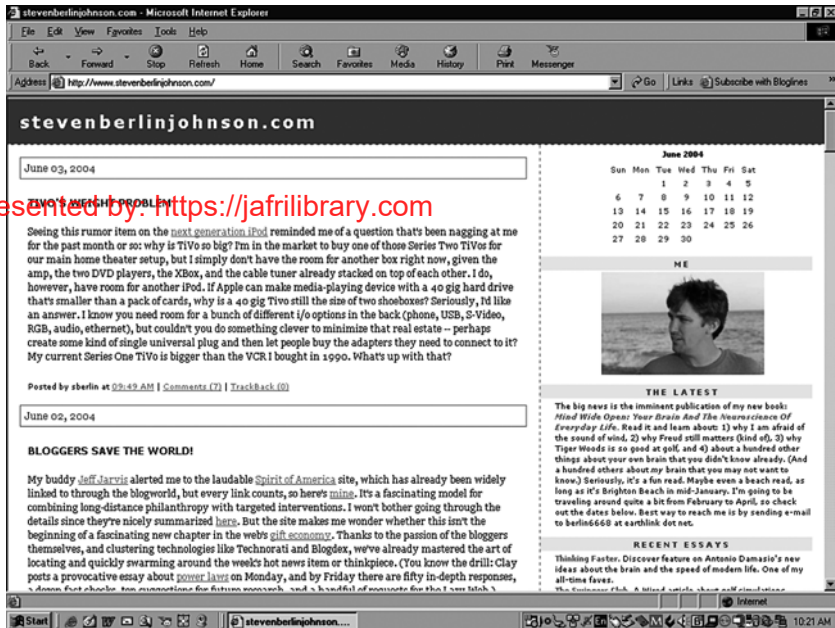 stevenberlinjohnson.com - Microsoft Internet Explorer
File Edit View Favorites Tools Help
Back Forward Stop Refresh Home Search Favorites Media History Print Messenger
Address http://www.stevenberlinjohnson.com/ Go Links Subscribe with Bloglines »
stevenberlinjohnson.com
June 03, 2004
TIVO'S WEIGHT PROBLEM
esented by: https://jafrilibrary.com
Seeing this rumor item on the next generation iPod reminded me of a question that's been nagging at me
for the past month or so: why is TiVo so big? I'm in the market to buy one of those Series Two TiVos for
our main home theater setup, but I simply don't have the room for another box right now, given the
amp, the two DVD players, the XBox, and the cable tuner already stacked on top of each other. I do,
however, have room for another iPod. If Apple can make media-playing device with a 40 gig hard drive
that's smaller than a pack of cards, why is a 40 gig Tivo still the size of two shoeboxes? Seriously, I'd like
an answer. I know you need room for a bunch of different i/o options in the back (phone, USB, S-Video,
RGB, audio, ethernet), but couldn't you do something clever to minimize that real estate -- perhaps
create some kind of single universal plug and then let people buy the adapters they need to connect to it?
My current Series One TiVo is bigger than the VCR I bought in 1990. What's up with that?
Posted by sberlin at 09:49 AM | Comments (7) | TrackBack (0)
June 02, 2004
BLOGGERS SAVE THE WORLD!
My buddy Jeff Jarvis alerted me to the laudable Spirit of America site, which has already been widely
linked to through the blogworld, but every link counts, so here's mine. It's a fascinating model for
combining long-distance philanthropy with targeted interventions. I won't bother going through the
details since they're nicely summarized here. But the site makes me wonder whether this isn't the
beginning of a fascinating new chapter in the web's gift economy. Thanks to the passion of the bloggers
themselves, and clustering technologies like Technorati and Blogdex, we've already mastered the art of
locating and quickly swarming around the week's hot news item or thinkpiece. (You know the drill: Clay
posts a provocative essay about power laws on Monday, and by Friday there are fifty in-depth responses,
a dozen fact checks, ten suggestions for future research, and a handful of requests for the Lazy Web.)
June 2004
Sun Mon Tue Wed Thu Fri Sat
1 2 3 4 5
6 7 8 9 10 11 12
13 14 15 16 17 18 19
20 21 22 23 24 25 26
27 28 29 30
ME
THE LATEST
The big news is the imminent publication of my new book:
Mind Wide Open: Your Brain And The Neuroscience Of
Everyday Life. Read it and learn about: 1) why I am afraid of
the sound of wind, 2) why Freud still matters (kind of), 3) why
Tiger Woods is so good at golf, and 4) about a hundred other
things about your own brain that you didn't know already. (And
a hundred others about my brain that you may not want to
know.) Seriously, it's a fun read. Maybe even a beach read, as
long as it's Brighton Beach in mid-January. I'm going to be
traveling around quite a bit from February to April, so check
out the dates below. Best way to reach me is by sending e-mail
to berlin6668 at earthlink dot net.
RECENT ESSAYS
Thinking Faster. Discover feature on Antonio Damasio's new
ideas about the brain and the speed of modern life. One of my
all-time faves.
The Swinger Club. A Wired article about golf simulations
Internet
Start stevenberlinjohnson.... 10:21 AM